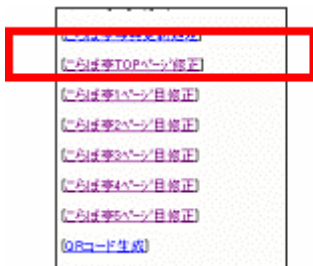 [こらぼ亭TOPページ修正]
[こらぼ亭1ページ目修正]
[こらぼ亭2ページ目修正]
[こらぼ亭3ページ目修正]
[こらぼ亭4ページ目修正]
[こらぼ亭5ページ目修正]
[QRコード生成]